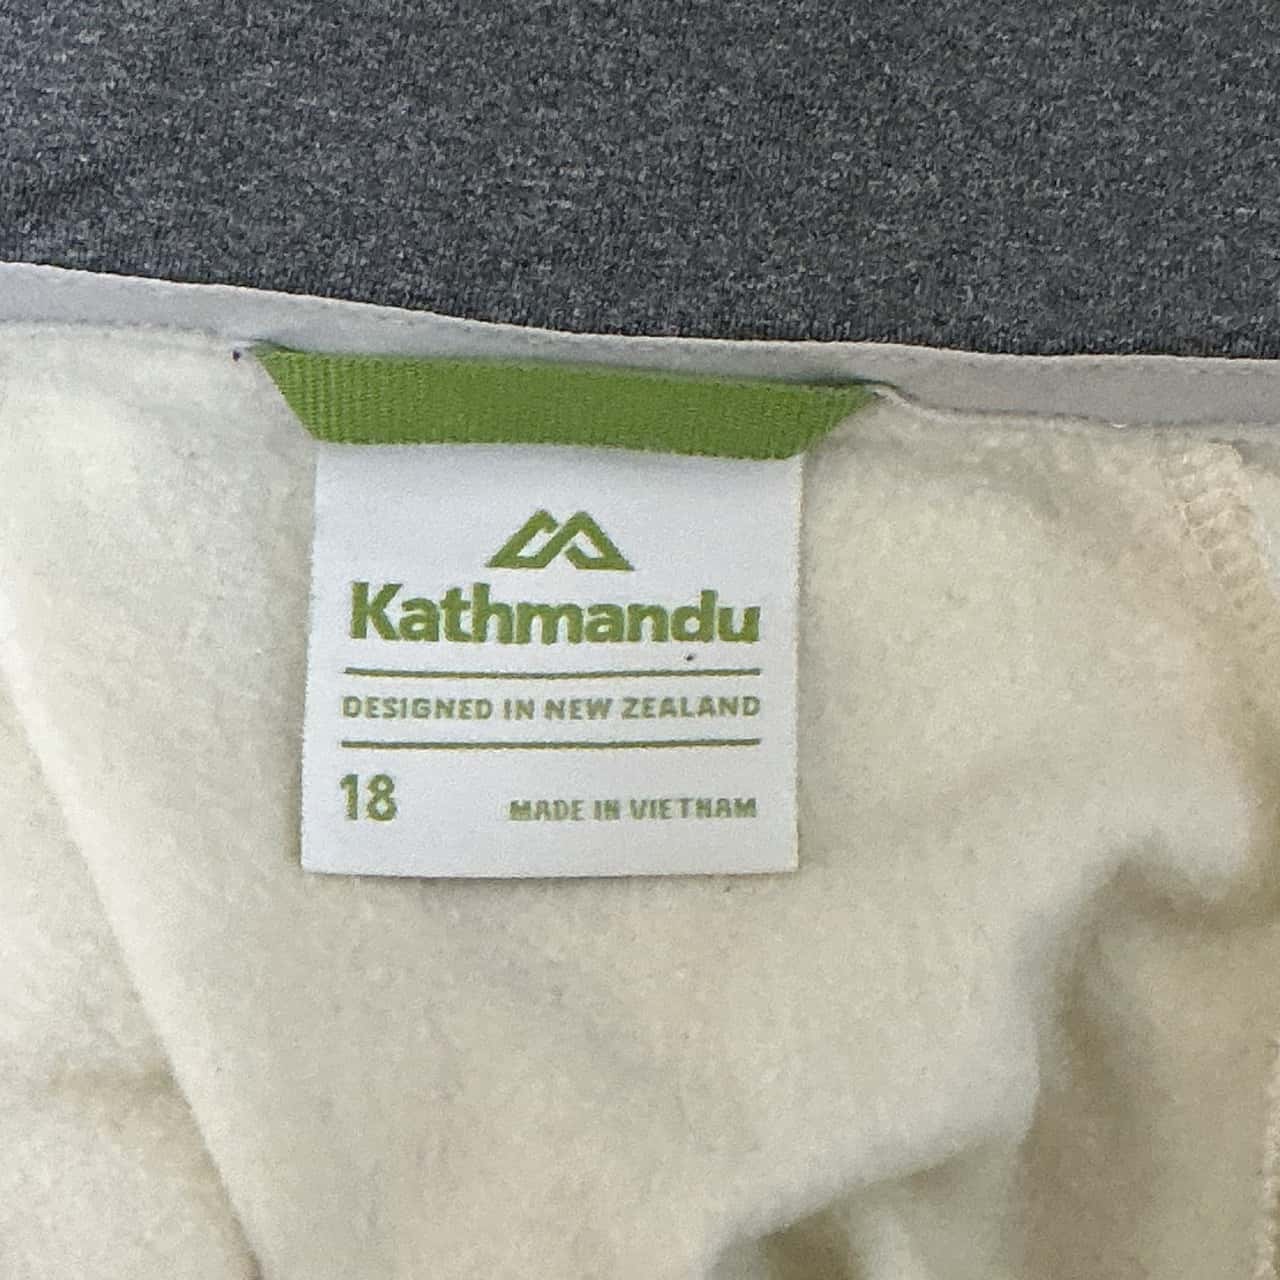 Kathmandu
DESIGNED IN NEW ZEALAND
18 MADE IN VIETNAM